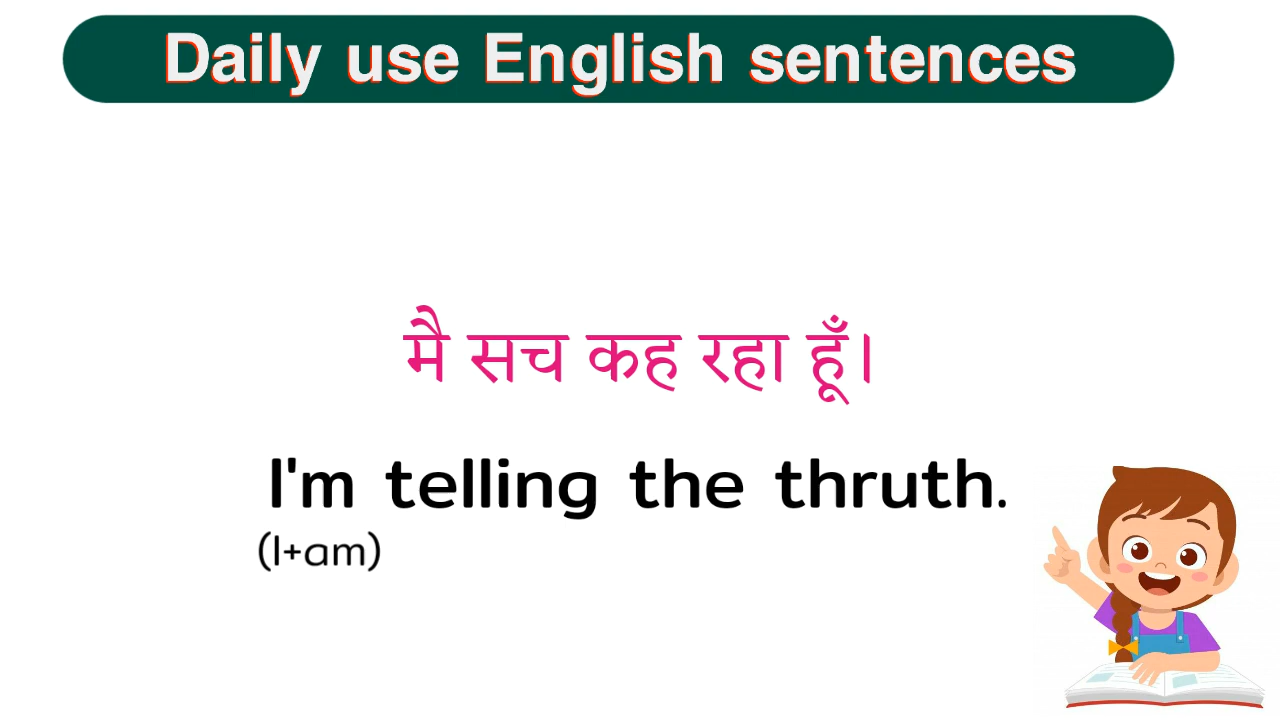 Daily use English sentences
मै सच कह रहा हूँ।
I'm telling the thruth.
(I+am)